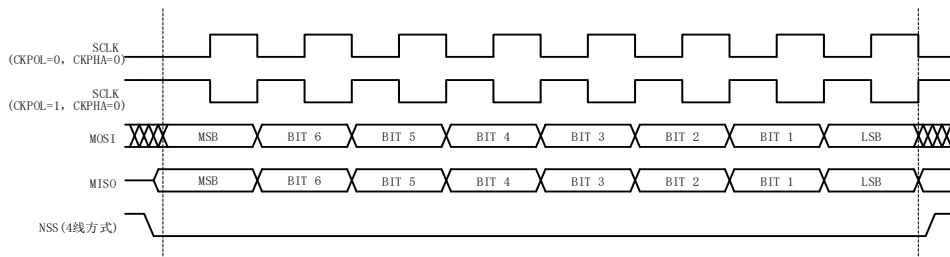 SCLK
(CKPOL=0, CKPHA=0)
SCLK
(CKPOL=1, CKPHA=0)
MOSI MSB BIT 6 BIT 5 BIT 4 BIT 3 BIT 2 BIT 1 LSB
MISO MSB BIT 6 BIT 5 BIT 4 BIT 3 BIT 2 BIT 1 LSB
NSS(4线方式)